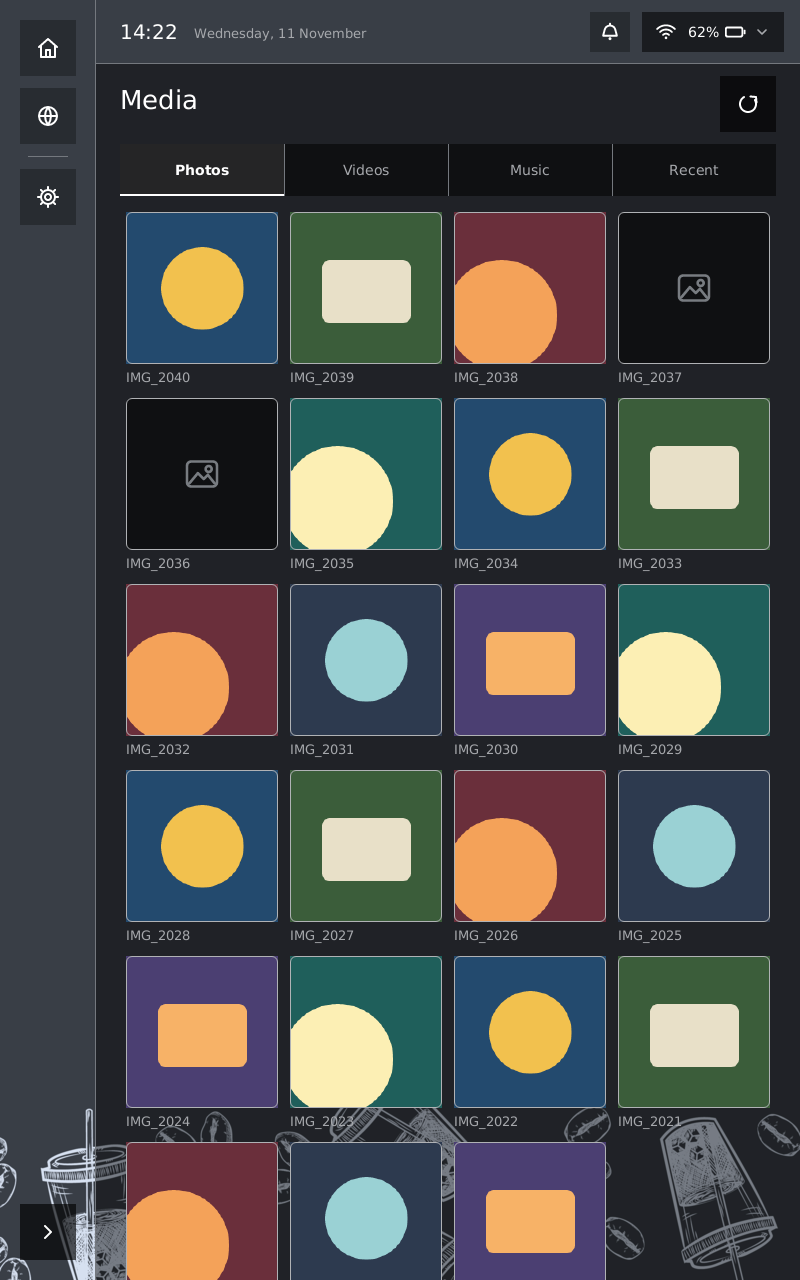 14:22 Wednesday, 11 November 62%
Media
Photos Videos Music Recent
IMG_2040 IMG_2039 IMG_2038 IMG_2037
IMG_2036 IMG_2035 IMG_2034 IMG_2033
IMG_2032 IMG_2031 IMG_2030 IMG_2029
IMG_2028 IMG_2027 IMG_2026 IMG_2025
IMG_2024 IMG_2023 IMG_2022 IMG_2021